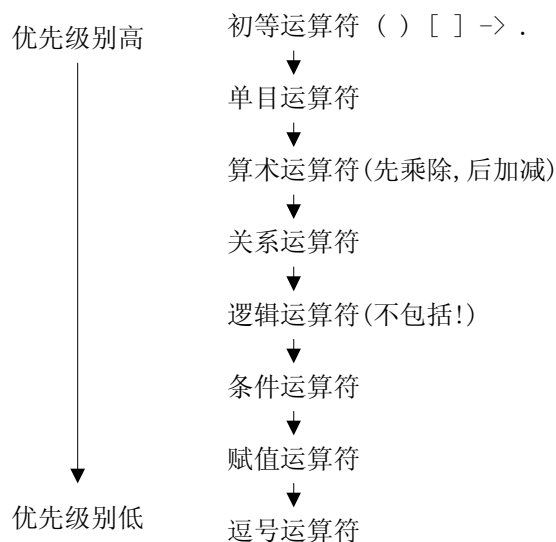 优先级别高
初等运算符 ( ) [ ] -> .
单目运算符
算术运算符(先乘除,后加减)
关系运算符
逻辑运算符(不包括!)
条件运算符
赋值运算符
优先级别低
逗号运算符